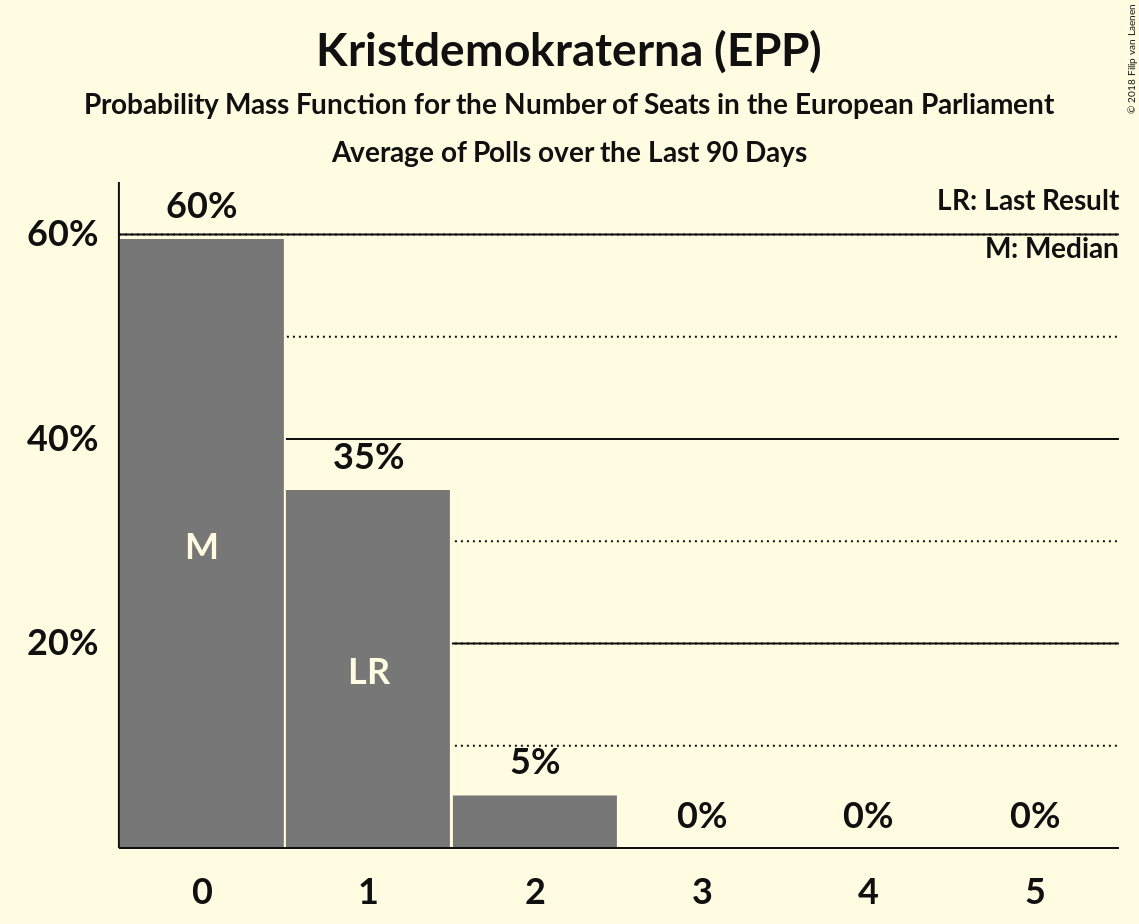 Kristdemokraterna (EPP)
Probability Mass Function for the Number of Seats in the European Parliament
Average of Polls over the Last 90 Days
© 2018 Filip van Laenen
LR: Last Result
M: Median
60%
40%
20%
60%
35%
5%
0%
0%
0%
M
LR
0
1
2
3
4
5